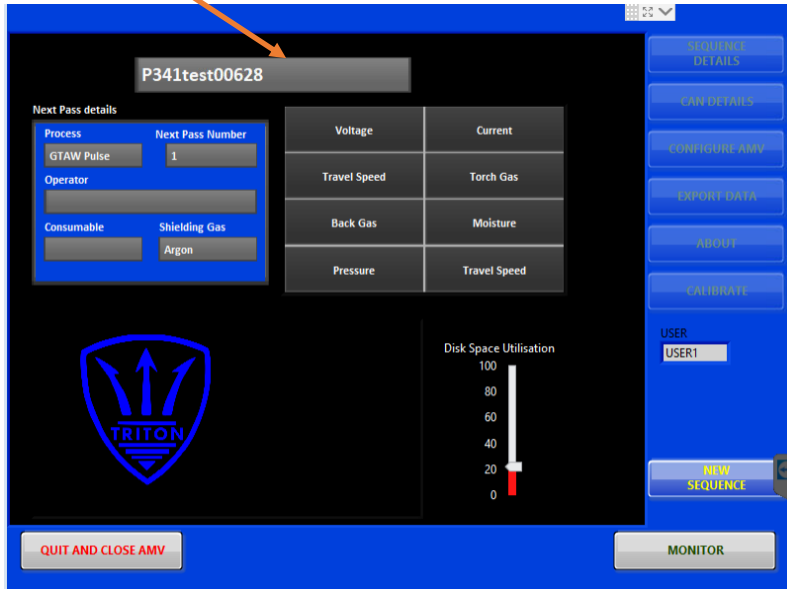 SEQUENCE
DETAILS
P341test00628
CAN DETAILS
Next Pass details
Process
Next Pass Number
GTAW Pulse
1
Operator
Consumable
Shielding Gas
Argon
Voltage
Current
Travel Speed
Torch Gas
Back Gas
Moisture
Pressure
Travel Speed
CONFIGURE AMV
EXPORT DATA
ABOUT
CALIBRATE
USER
USER1
TRITON
Disk Space Utilisation
100
80
60
40
20
0
NEW
SEQUENCE
QUIT AND CLOSE AMV
MONITOR